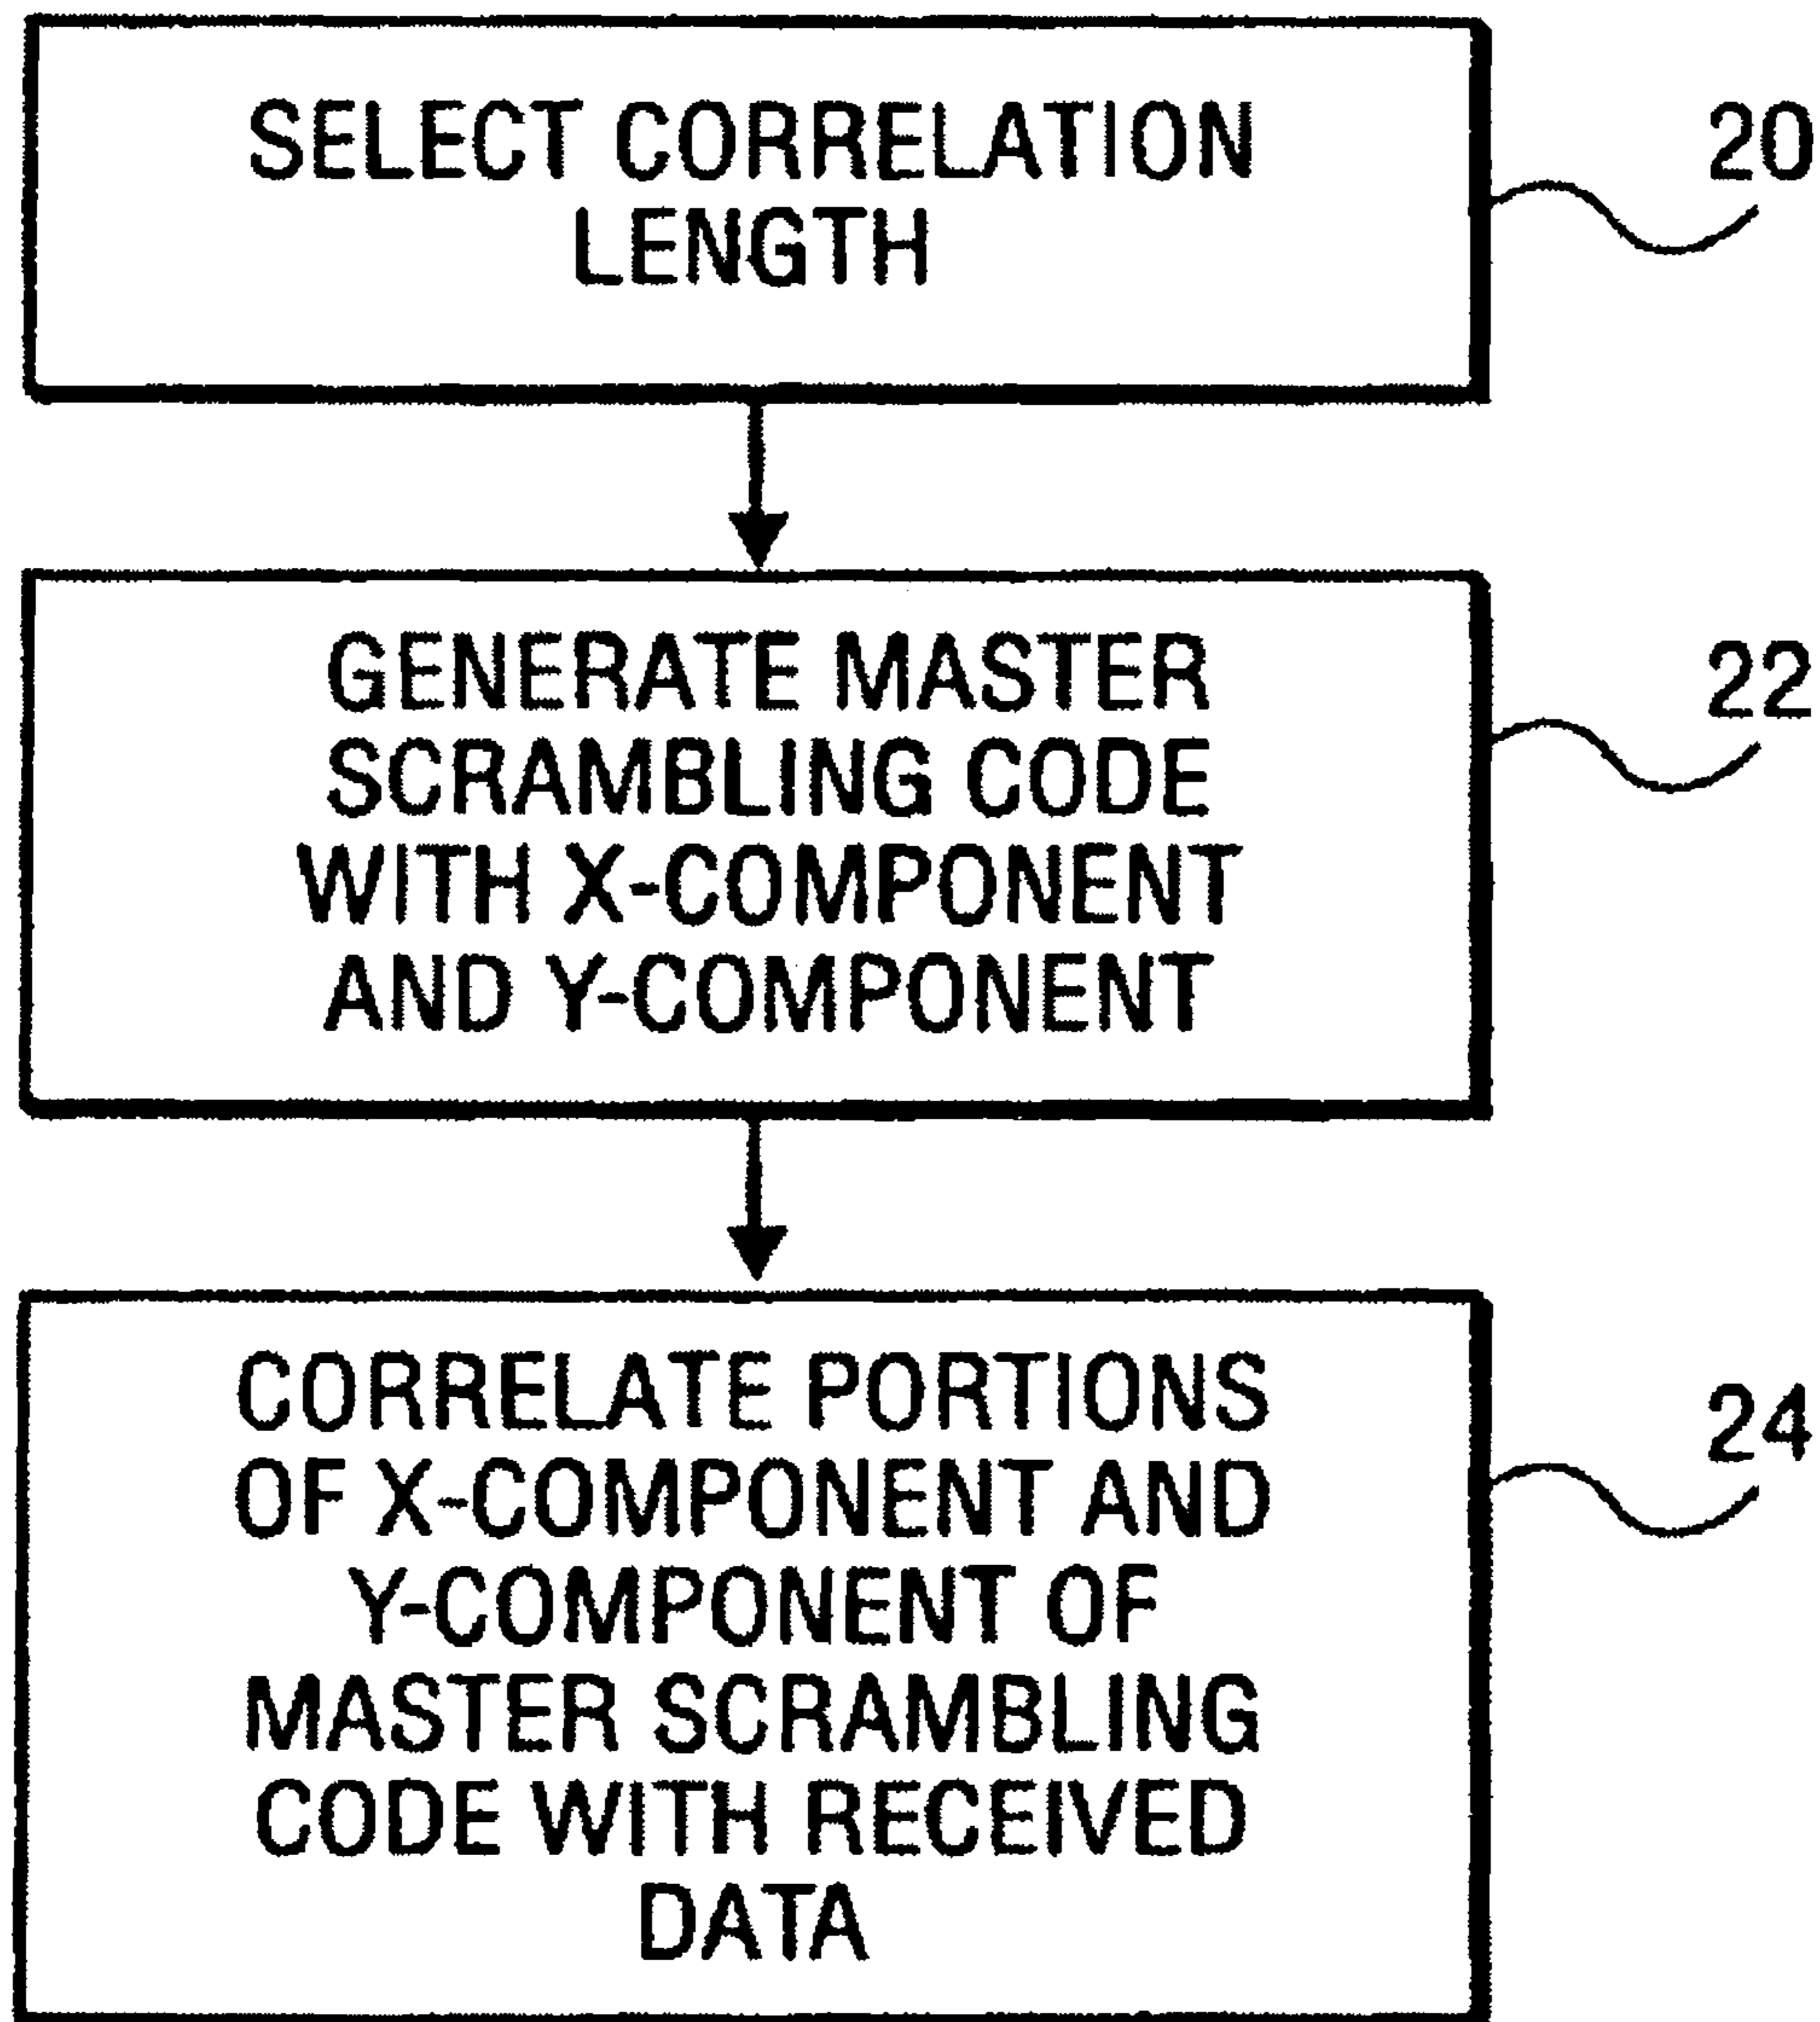 SELECT CORRELATION
LENGTH
20
GENERATE MASTER
SCRAMBLING CODE
WITH X-COMPONENT
AND Y-COMPONENT
22
CORRELATE PORTIONS
OF X-COMPONENT AND
Y-COMPONENT OF
MASTER SCRAMBLING
CODE WITH RECEIVED
DATA
24